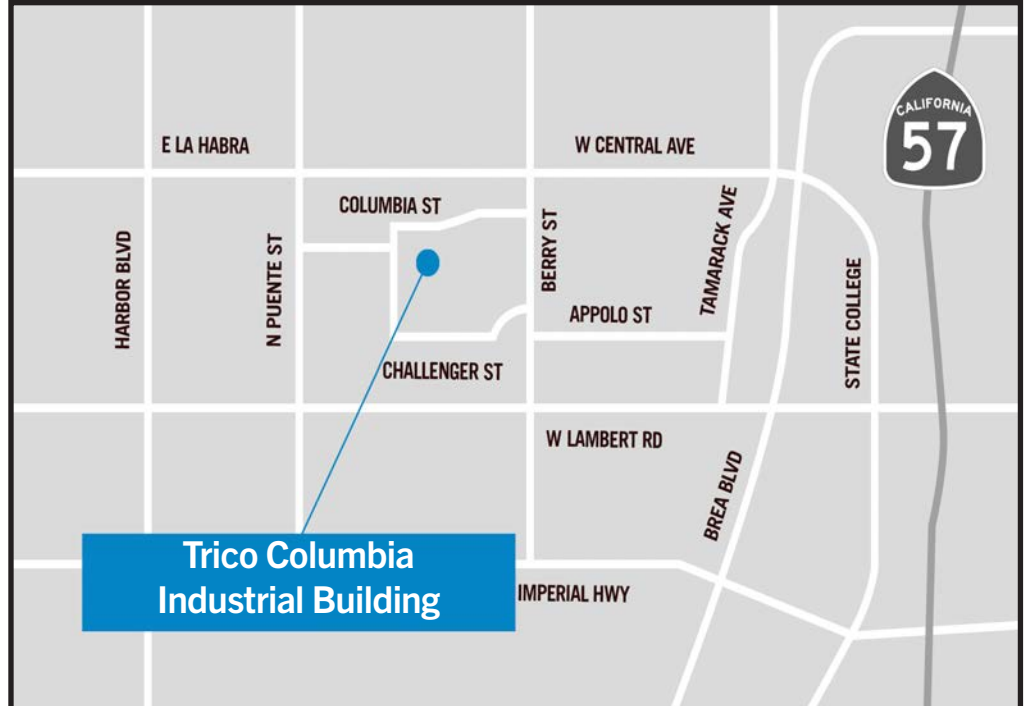 CALIFORNIA
57
E LA HABRA
W CENTRAL AVE
COLUMBIA ST
HARBOR BLVD
N PUENTE ST
BERRY ST
TAMARACK AVE
STATE COLLEGE
APPOLO ST
CHALLENGER ST
W LAMBERT RD
BREA BLVD
Trico Columbia
Industrial Building
IMPERIAL HWY